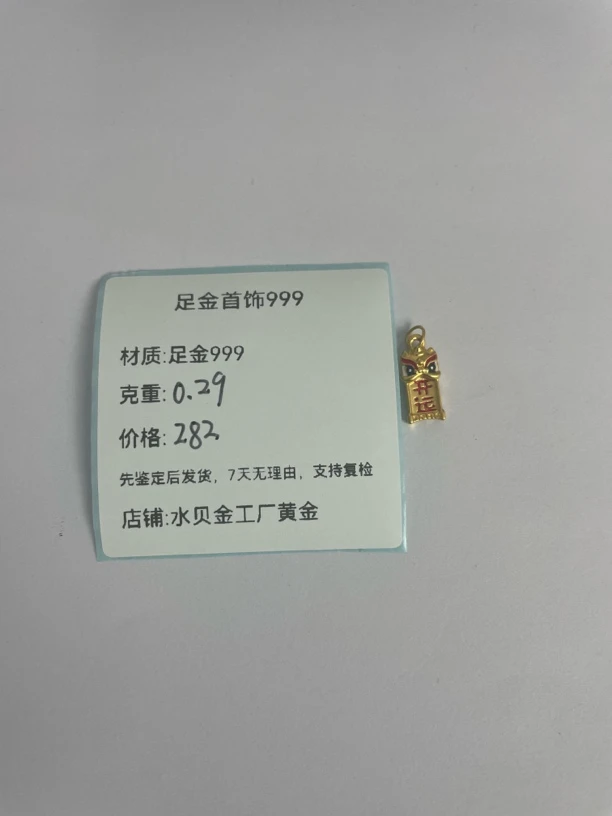 足金首饰999
材质:足金999
克重:0.29
价格:282
先鉴定后发货，7天无理由，支持复检
店铺:水贝金工厂黄金
开运